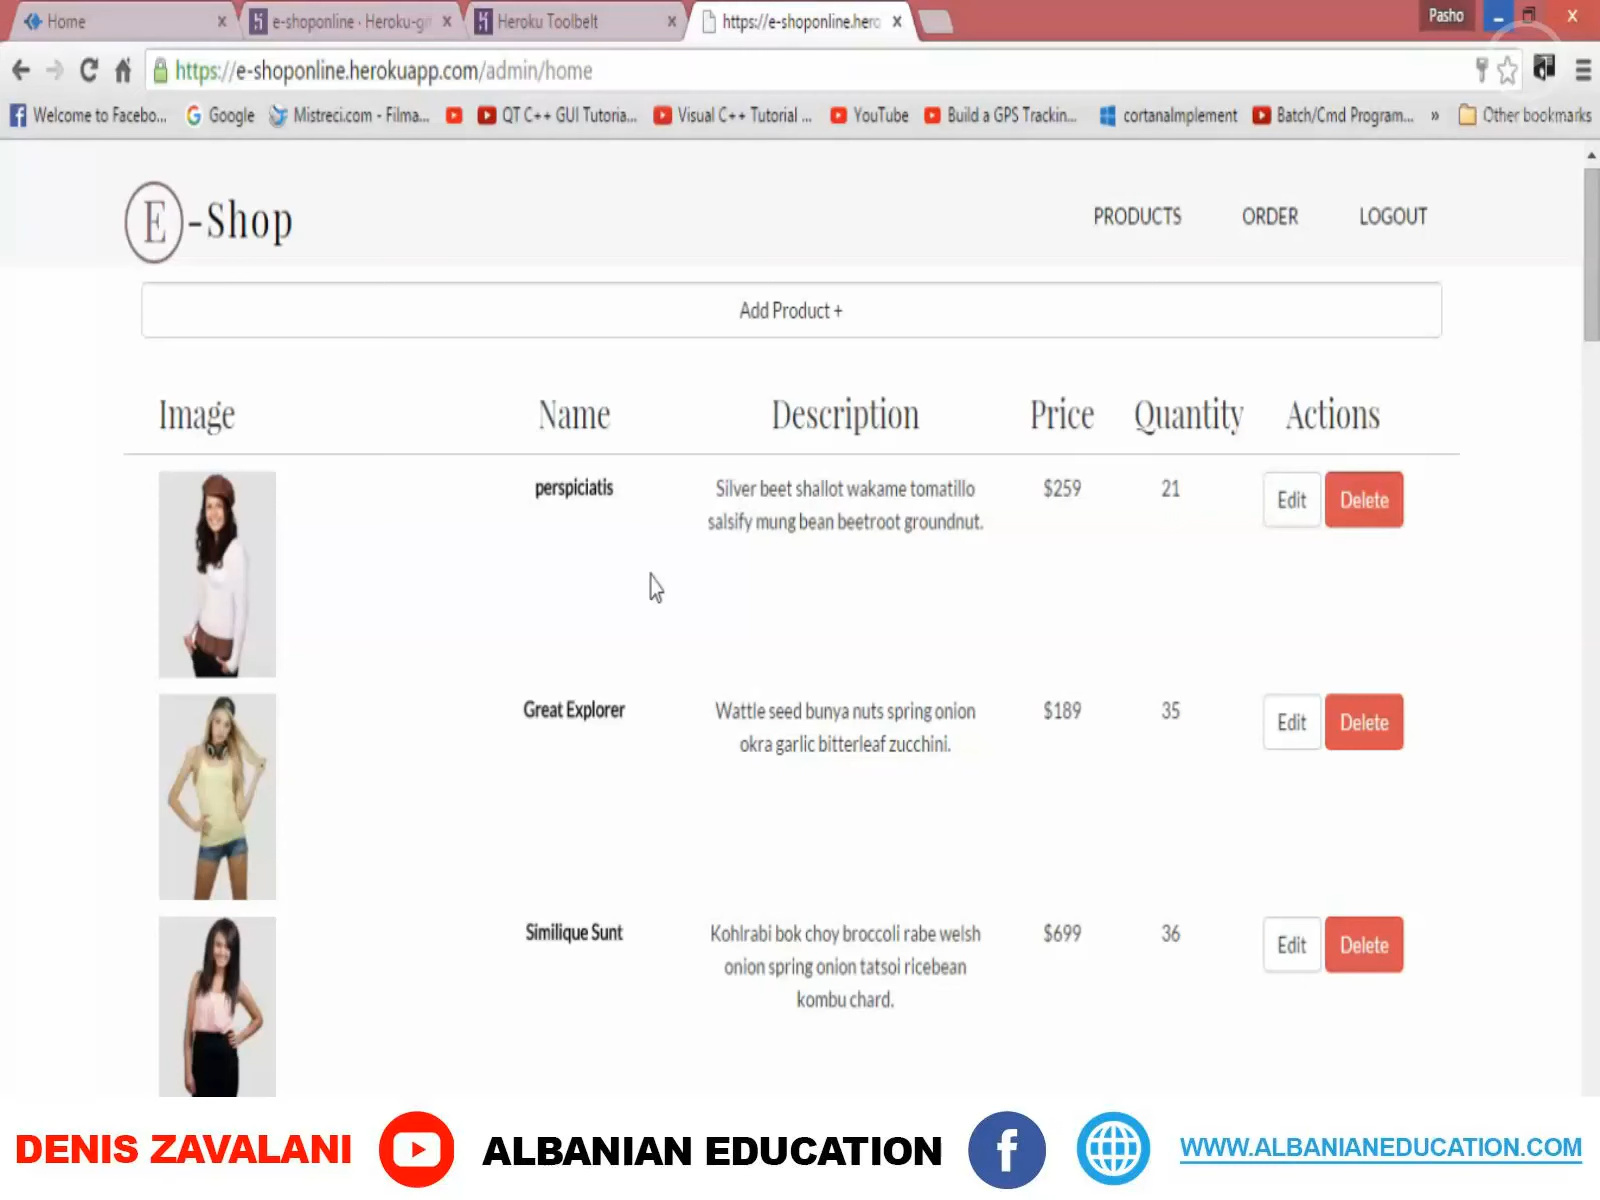 Home
e-shoponline · Heroku-gi
Heroku Toolbelt
https://e-shoponline.hero
Pasho
https://e-shoponline.herokuapp.com/admin/home
Welcome to Facebo...
Google
Mistreci.com - Filma...
QT C++ GUI Tutoria...
Visual C++ Tutorial ...
YouTube
Build a GPS Trackin...
cortanaImplement
Batch/Cmd Program...
»
Other bookmarks
E-Shop
PRODUCTS
ORDER
LOGOUT
Add Product +
Image
Name
Description
Price
Quantity
Actions
perspiciatis
Silver beet shallot wakame tomatillo
salsify mung bean beetroot groundnut.
$259
21
Edit
Delete
Great Explorer
Wattle seed bunya nuts spring onion
okra garlic bitterleaf zucchini.
$189
35
Edit
Delete
Similique Sunt
Kohlrabi bok choy broccoli rabe welsh
onion spring onion tatsoi ricebean
kombu chard.
$699
36
Edit
Delete
DENIS ZAVALANI
ALBANIAN EDUCATION
WWW.ALBANIANEDUCATION.COM